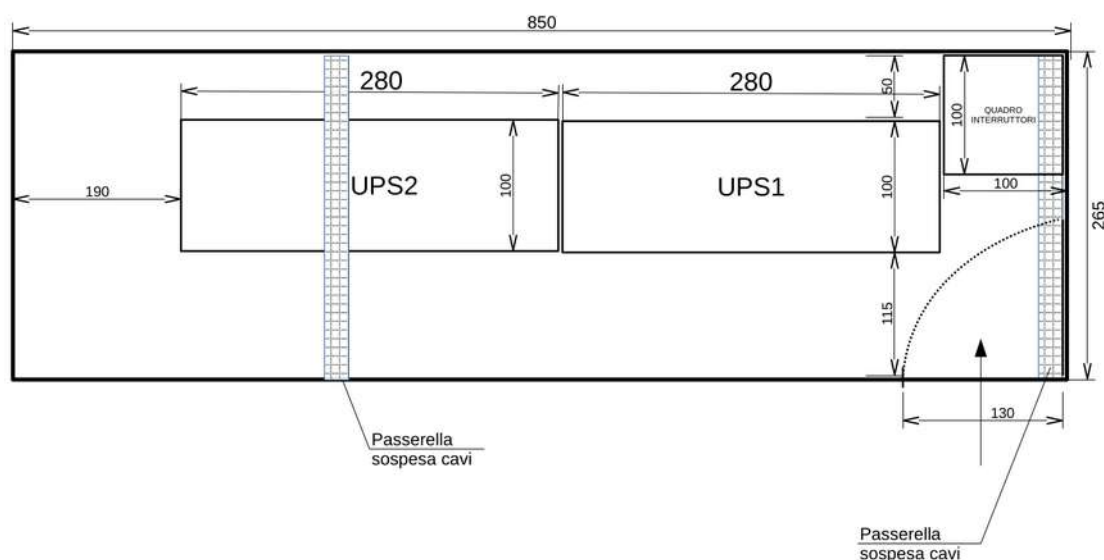 850
280
280
50
100
QUADRO
INTERRUTTORI
UPS2
100
UPS1
100
190
100
265
115
130
Passerella
sospesa cavi
Passerella
sospesa cavi